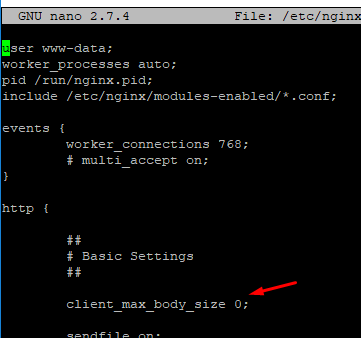 GNU nano 2.7.4 File: /etc/nginx
user www-data;
worker_processes auto;
pid /run/nginx.pid;
include /etc/nginx/modules-enabled/*.conf;
events {
worker_connections 768;
# multi_accept on;
}
http {
##
# Basic Settings
##
client_max_body_size 0;
sendfile on;